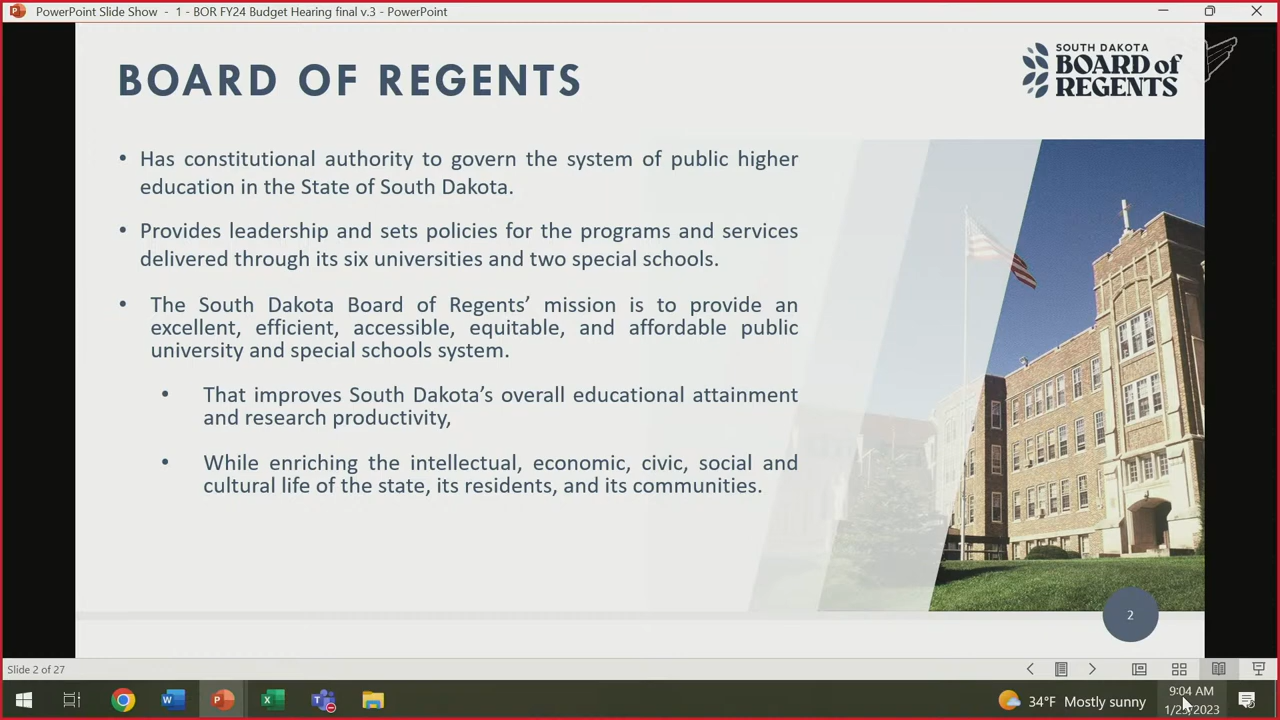 PowerPoint Slide Show - 1 - BOR FY24 Budget Hearing final v.3 - PowerPoint
BOARD OF REGENTS
SOUTH DAKOTA
BOARD of
REGENTS
• Has constitutional authority to govern the system of public higher
education in the State of South Dakota.
• Provides leadership and sets policies for the programs and services
delivered through its six universities and two special schools.
• The South Dakota Board of Regents’ mission is to provide an
excellent, efficient, accessible, equitable, and affordable public
university and special schools system.
• That improves South Dakota’s overall educational attainment
and research productivity,
• While enriching the intellectual, economic, civic, social and
cultural life of the state, its residents, and its communities.
2
Slide 2 of 27
34°F Mostly sunny
9:04 AM